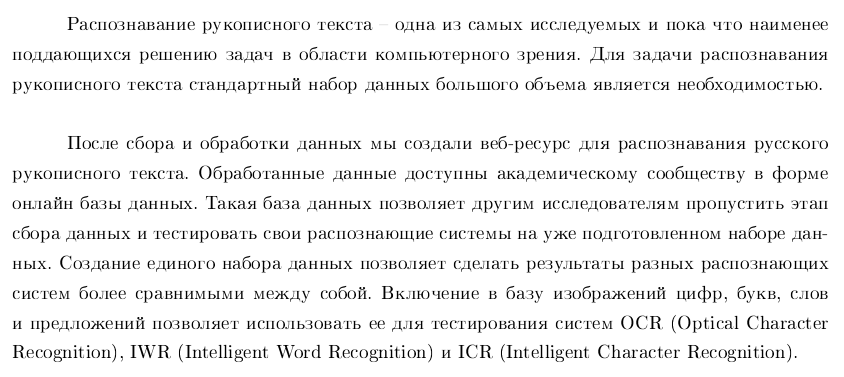 Распознавание рукописного текста – одна из самых исследуемых и пока что наименее
поддающихся решению задач в области компьютерного зрения. Для задачи распознавания
рукописного текста стандартный набор данных большого объема является необходимостью.
После сбора и обработки данных мы создали веб-ресурс для распознавания русского
рукописного текста. Обработанные данные доступны академическому сообществу в форме
онлайн базы данных. Такая база данных позволяет другим исследователям пропустить этап
сбора данных и тестировать свои распознающие системы на уже подготовленном наборе дан-
ных. Создание единого набора данных позволяет сделать результаты разных распознающих
систем более сравнимыми между собой. Включение в базу изображений цифр, букв, слов
и предложений позволяет использовать ее для тестирования систем OCR (Optical Character
Recognition), IWR (Intelligent Word Recognition) и ICR (Intelligent Character Recognition).